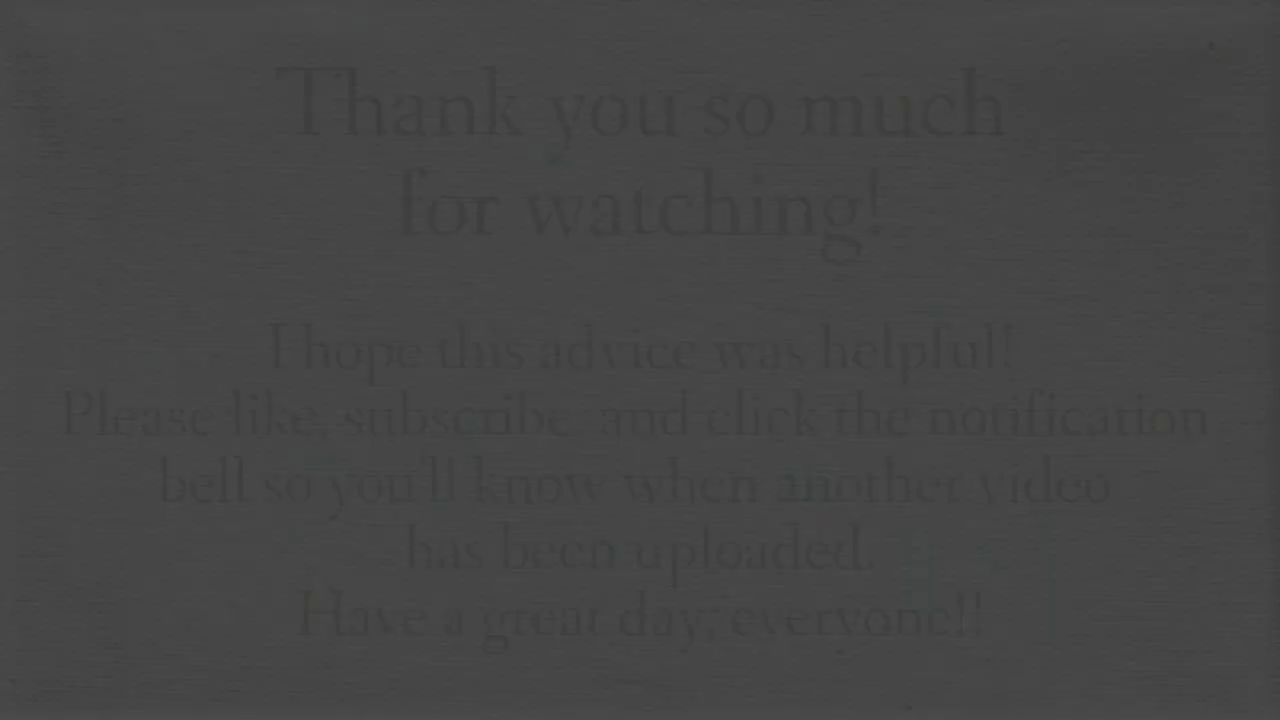 Thank you so much
for watching!
I hope this advice was helpful!
Please like, subscribe and click the notification
bell so you'll know when another video
has been uploaded.
Have a great day, everyone!!